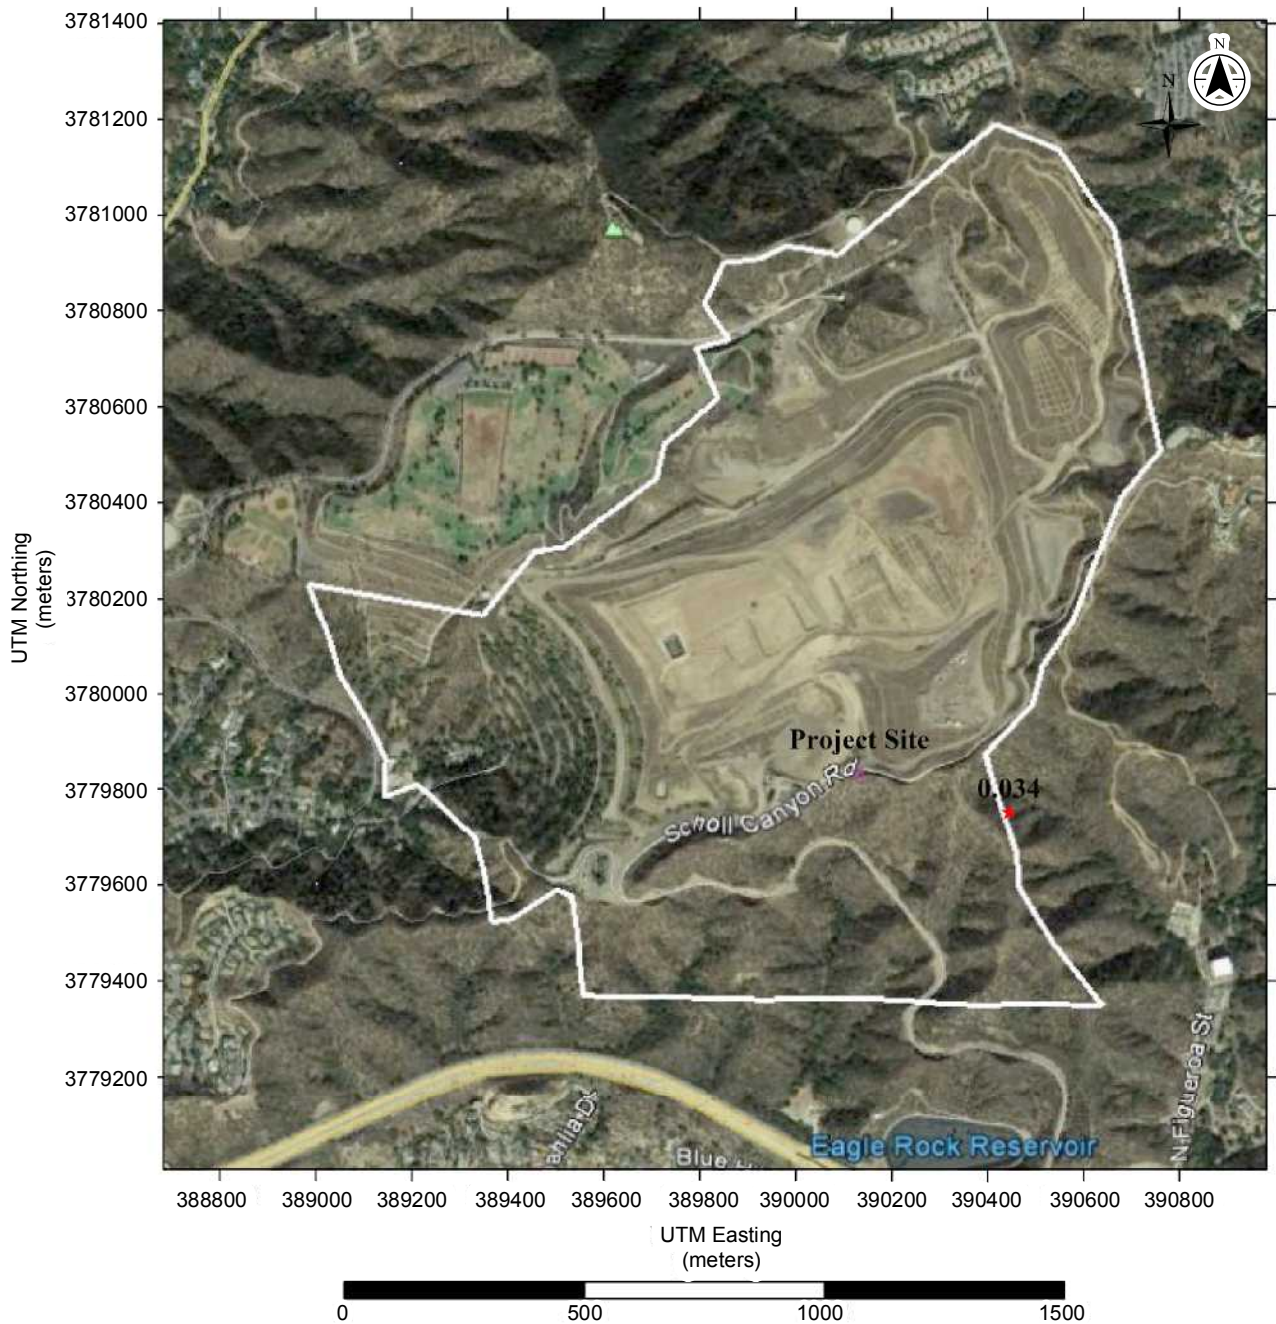 3781400
3781200
3781000
3780800
3780600
3780400
3780200
3780000
3779800
3779600
3779400
3779200
UTM Northing
(meters)
N
N
Project Site
0.034
Scholl Canyon Rd
N Figueroa St
Eagle Rock Reservoir
ahlia Dr
Blue
388800 389000 389200 389400 389600 389800 390000 390200 390400 390600 390800
UTM Easting
(meters)
0 500 1000 1500